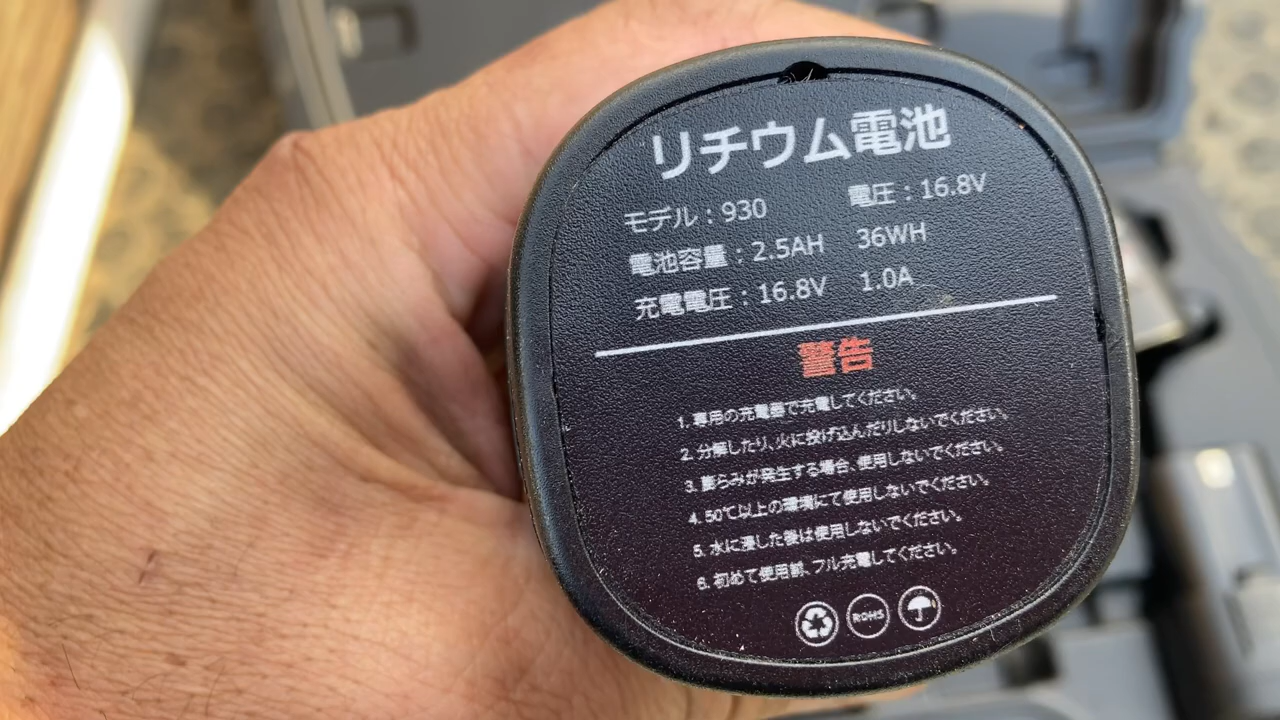 リチウム電池
モデル：930 電圧：16.8V
電池容量：2.5AH 36WH
充電電圧：16.8V 1.0A
警告
1. 専用の充電器で充電してください。
2. 分解したり、火に投げ込んだりしないでください。
3. 膨らみが発生する場合、使用しないでください。
4. 50℃以上の環境にて使用しないでください。
5. 水に浸した後は使用しないでください。
6. 初めて使用前、フル充電してください。
ROHS